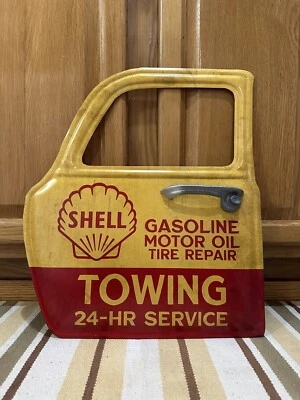 SHELL
GASOLINE
MOTOR OIL
TIRE REPAIR
TOWING
24-HR SERVICE